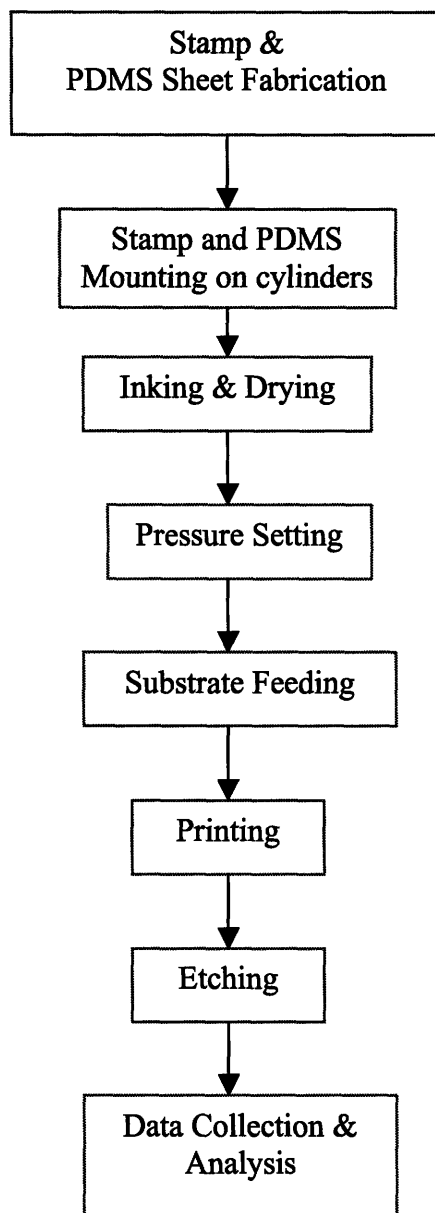 Stamp &
PDMS Sheet Fabrication
Stamp and PDMS
Mounting on cylinders
Inking & Drying
Pressure Setting
Substrate Feeding
Printing
Etching
Data Collection &
Analysis